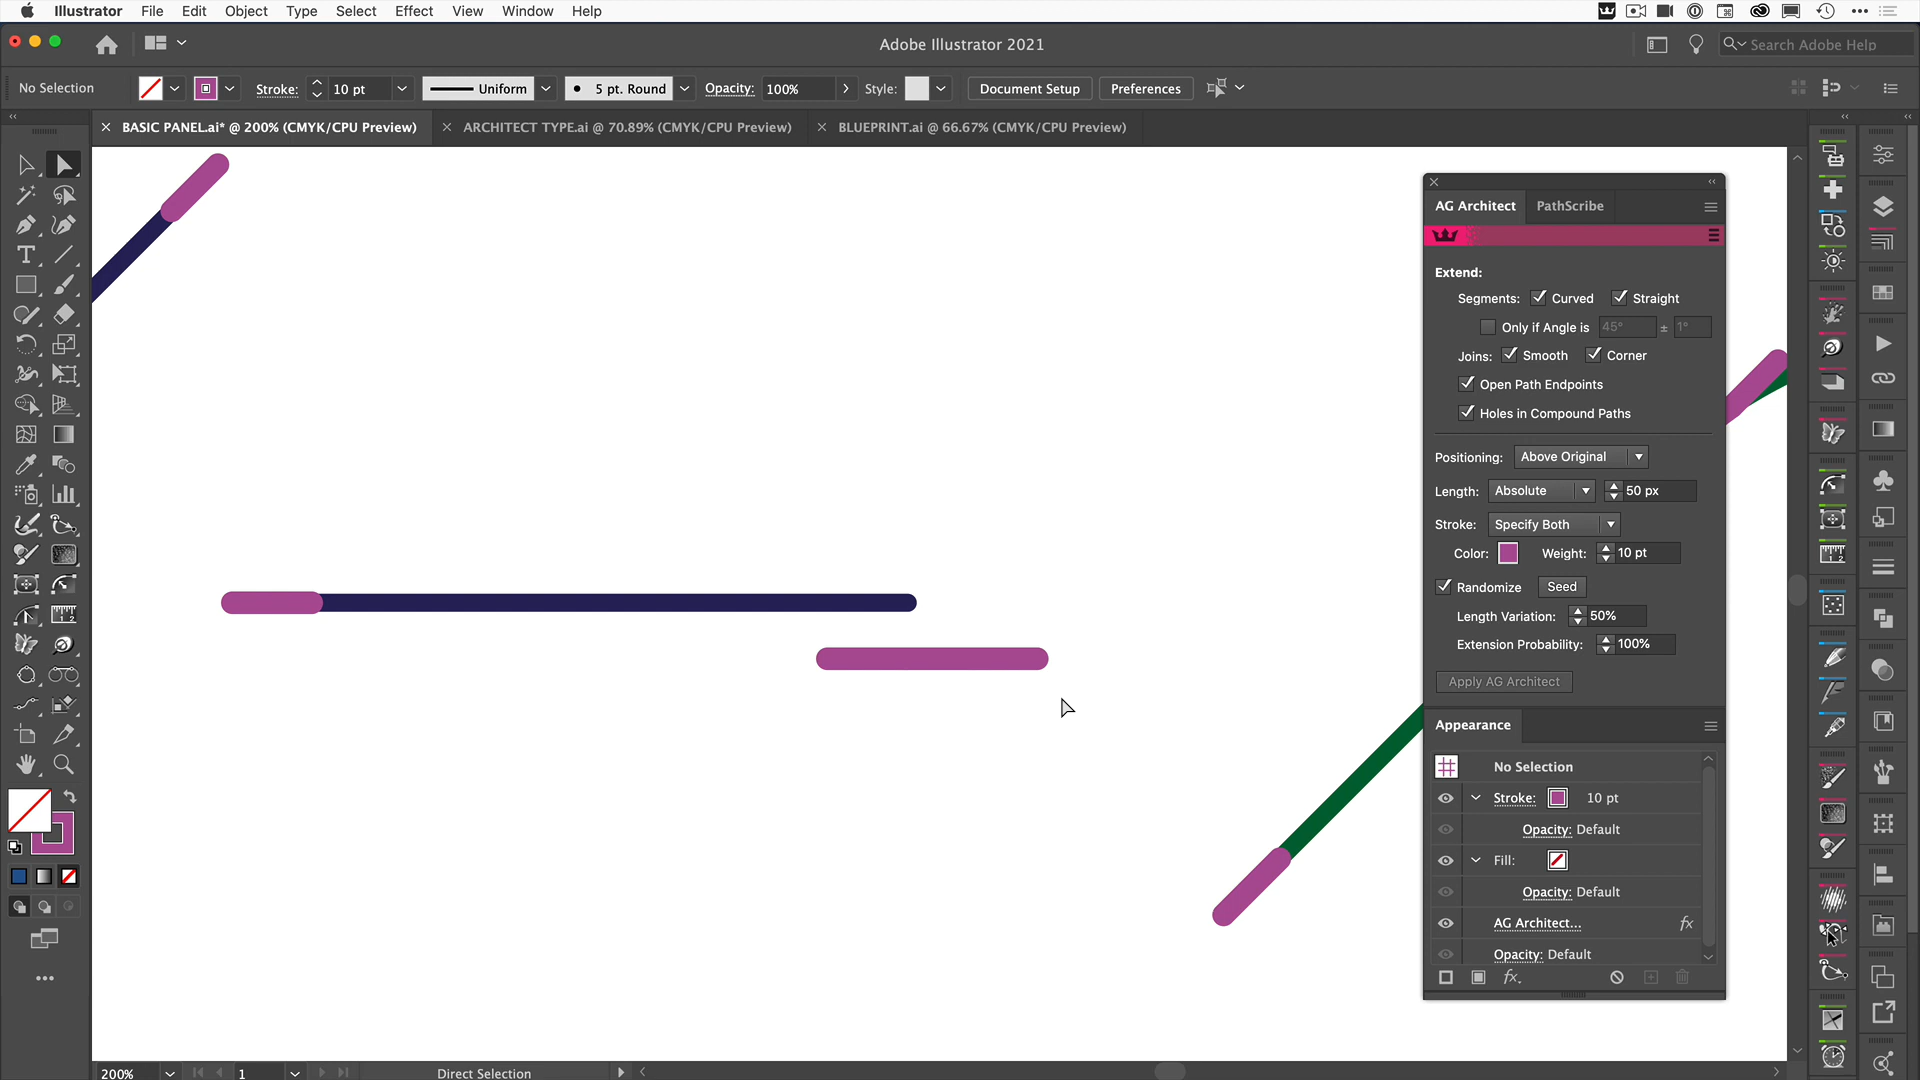 Illustrator File Edit Object Type Select Effect View Window Help
Adobe Illustrator 2021
Search Adobe Help
No Selection Stroke: 10 pt Uniform 5 pt. Round Opacity: 100% Style: Document Setup Preferences
BASIC PANEL.ai* @ 200% (CMYK/CPU Preview) ARCHITECT TYPE.ai @ 70.89% (CMYK/CPU Preview) BLUEPRINT.ai @ 66.67% (CMYK/CPU Preview)
AG Architect PathScribe
Extend:
Segments: Curved Straight
Only if Angle is 45° ± 1°
Joins: Smooth Corner
Open Path Endpoints
Holes in Compound Paths
Positioning: Above Original
Length: Absolute 50 px
Stroke: Specify Both
Color: Weight: 10 pt
Randomize Seed
Length Variation: 50%
Extension Probability: 100%
Apply AG Architect
Appearance
No Selection
Stroke: 10 pt
Opacity: Default
Fill:
Opacity: Default
AG Architect... fx
Opacity: Default
fx.
200% 1 Direct Selection